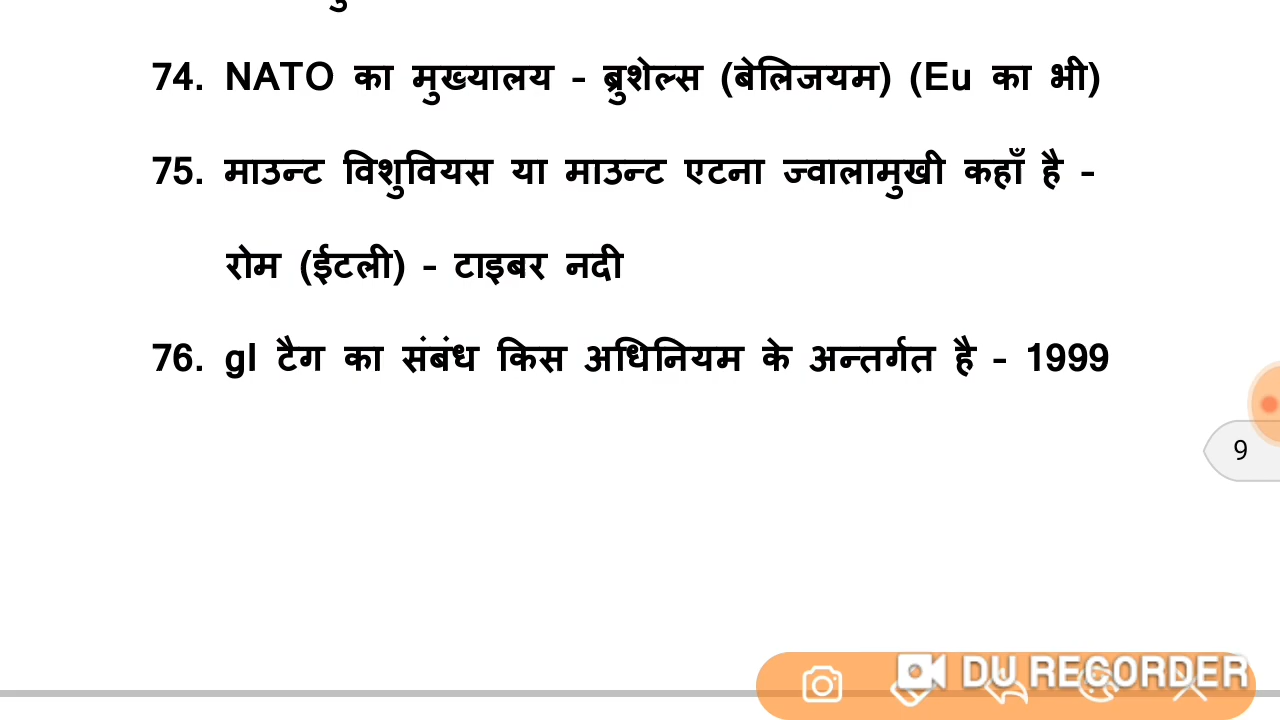 74. NATO का मुख्यालय - ब्रुशेल्स (बेलिजयम) (Eu का भी)
75. माउन्ट विशुवियस या माउन्ट एटना ज्वालामुखी कहाँ है -
रोम (ईटली) - टाइबर नदी
76. gI टैग का संबंध किस अधिनियम के अन्तर्गत है - 1999
9
DU RECORDER